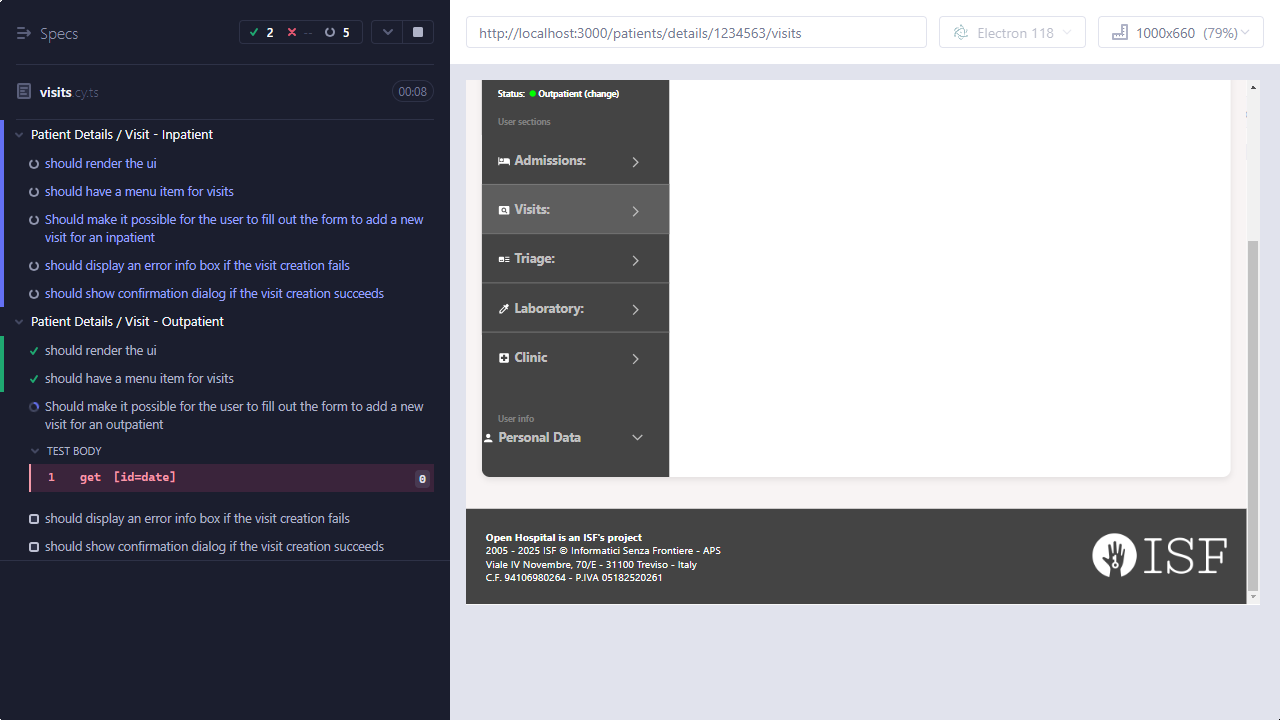 Specs
2
--
5
http://localhost:3000/patients/details/1234563/visits
Electron 118
1000x660 (79%)
visits cy.ts
00:08
Patient Details / Visit - Inpatient
should render the ui
should have a menu item for visits
Should make it possible for the user to fill out the form to add a new
visit for an inpatient
should display an error info box if the visit creation fails
should show confirmation dialog if the visit creation succeeds
Patient Details / Visit - Outpatient
should render the ui
should have a menu item for visits
Should make it possible for the user to fill out the form to add a new
visit for an outpatient
TEST BODY
1 get [id=date] 0
should display an error info box if the visit creation fails
should show confirmation dialog if the visit creation succeeds
Status: Outpatient (change)
User sections
Admissions:
Visits:
Triage:
Laboratory:
Clinic
User info
Personal Data
Open Hospital is an ISF's project
2005 - 2025 ISF © Informatici Senza Frontiere - APS
Viale IV Novembre, 70/E - 31100 Treviso - Italy
C.F. 94106980264 - P.IVA 05182520261
ISF